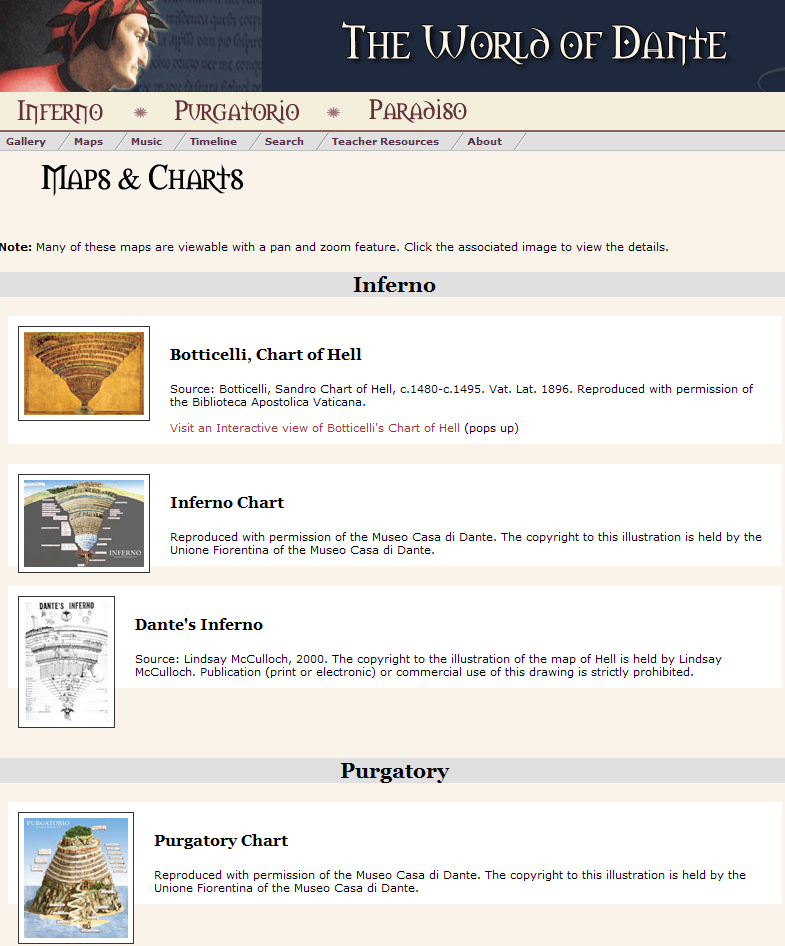 The World of Dante
Inferno ✹ Purgatorio ✹ Paradiso
Gallery Maps Music Timeline Search Teacher Resources About
Maps & Charts
Note: Many of these maps are viewable with a pan and zoom feature. Click the associated image to view the details.
Inferno
Botticelli, Chart of Hell
Source: Botticelli, Sandro Chart of Hell, c.1480-c.1495. Vat. Lat. 1896. Reproduced with permission of
the Biblioteca Apostolica Vaticana.
Visit an Interactive view of Botticelli's Chart of Hell (pops up)
INFERNO
Inferno Chart
Reproduced with permission of the Museo Casa di Dante. The copyright to this illustration is held by the
Unione Fiorentina of the Museo Casa di Dante.
DANTE'S INFERNO
Dante's Inferno
Source: Lindsay McCulloch, 2000. The copyright to the illustration of the map of Hell is held by Lindsay
McCulloch. Publication (print or electronic) or commercial use of this drawing is strictly prohibited.
Purgatory
PURGATORIO
Purgatory Chart
Reproduced with permission of the Museo Casa di Dante. The copyright to this illustration is held by the
Unione Fiorentina of the Museo Casa di Dante.